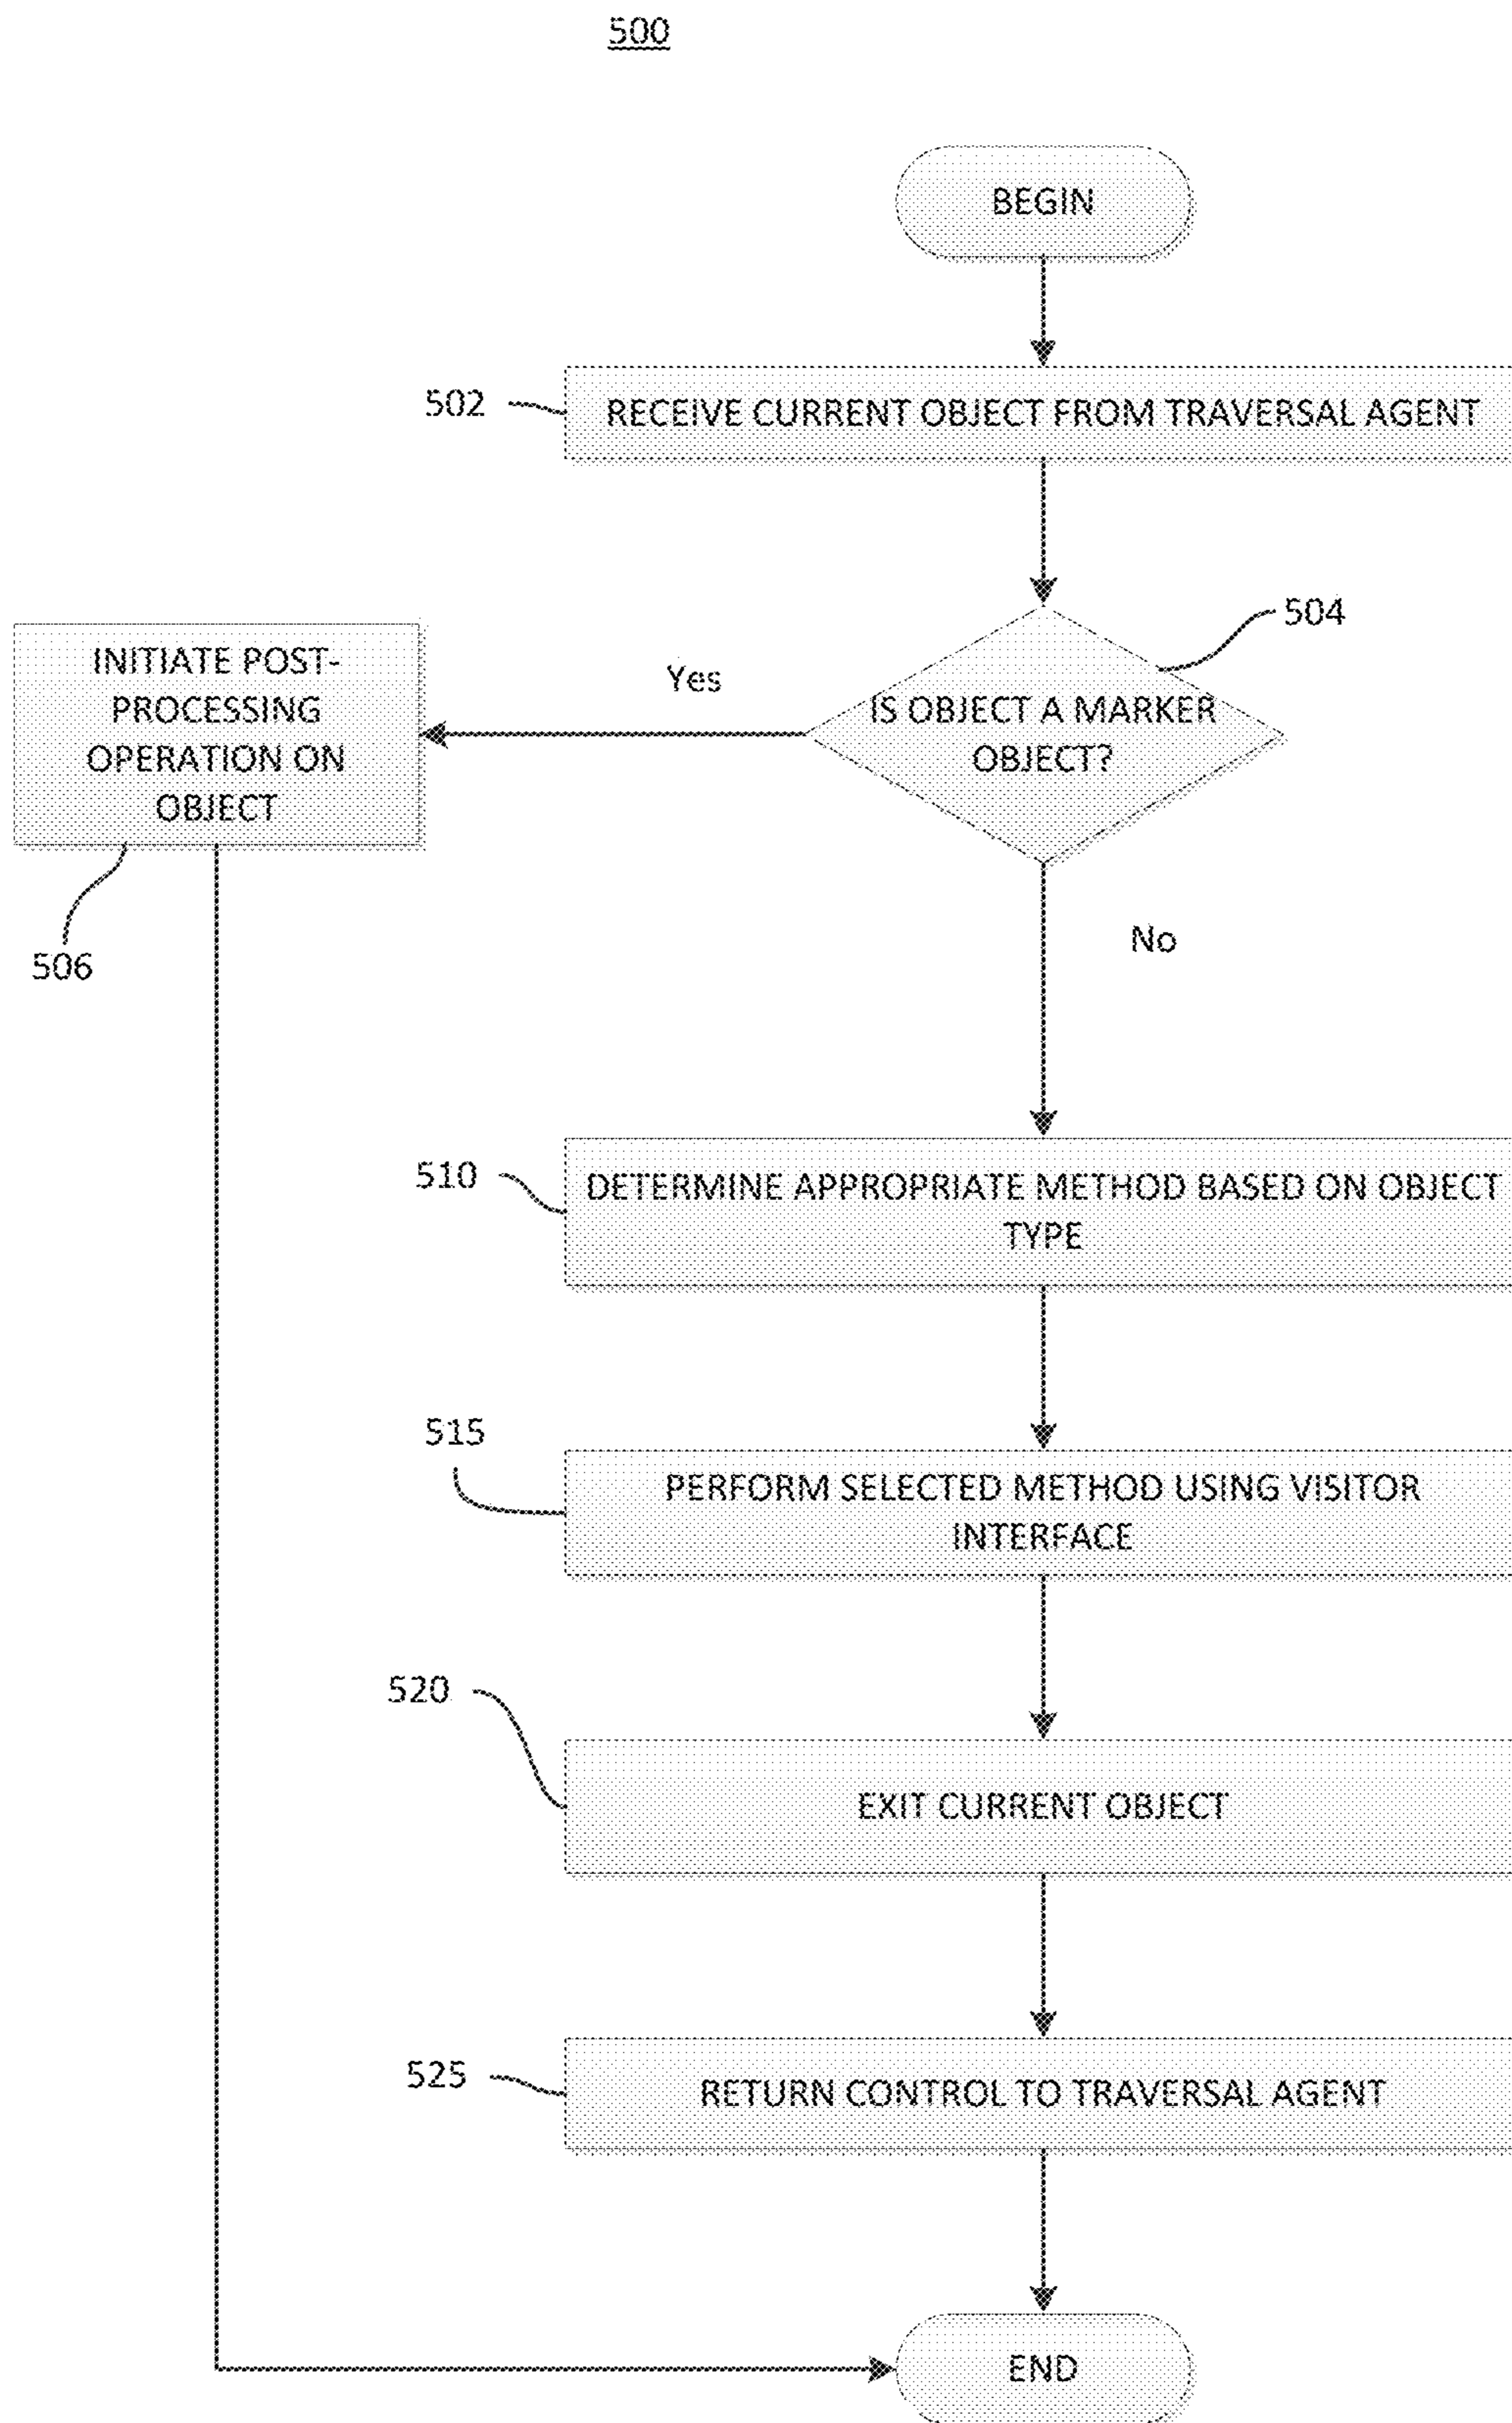 500
BEGIN
502
RECEIVE CURRENT OBJECT FROM TRAVERSAL AGENT
504
IS OBJECT A MARKER
OBJECT?
Yes
INITIATE POST-
PROCESSING
OPERATION ON
OBJECT
506
No
510
DETERMINE APPROPRIATE METHOD BASED ON OBJECT
TYPE
515
PERFORM SELECTED METHOD USING VISITOR
INTERFACE
520
EXIT CURRENT OBJECT
525
RETURN CONTROL TO TRAVERSAL AGENT
END